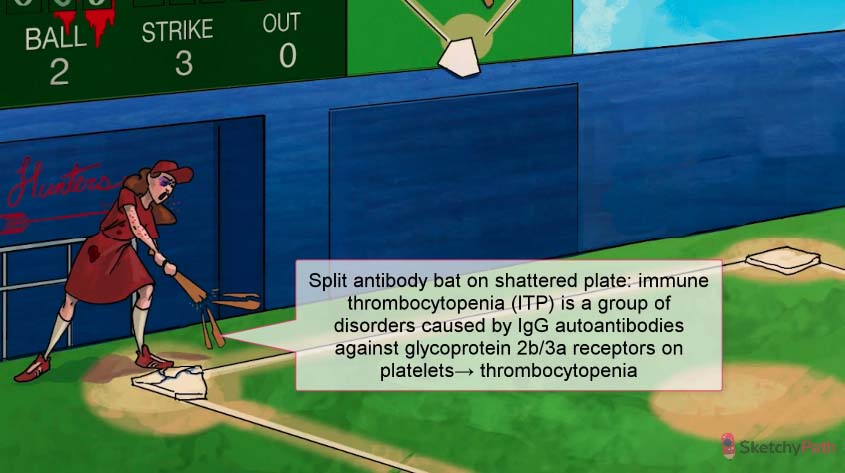 BALL STRIKE OUT
2 3 0
Hunters
Split antibody bat on shattered plate: immune
thrombocytopenia (ITP) is a group of
disorders caused by IgG autoantibodies
against glycoprotein 2b/3a receptors on
platelets→ thrombocytopenia
SketchyPath